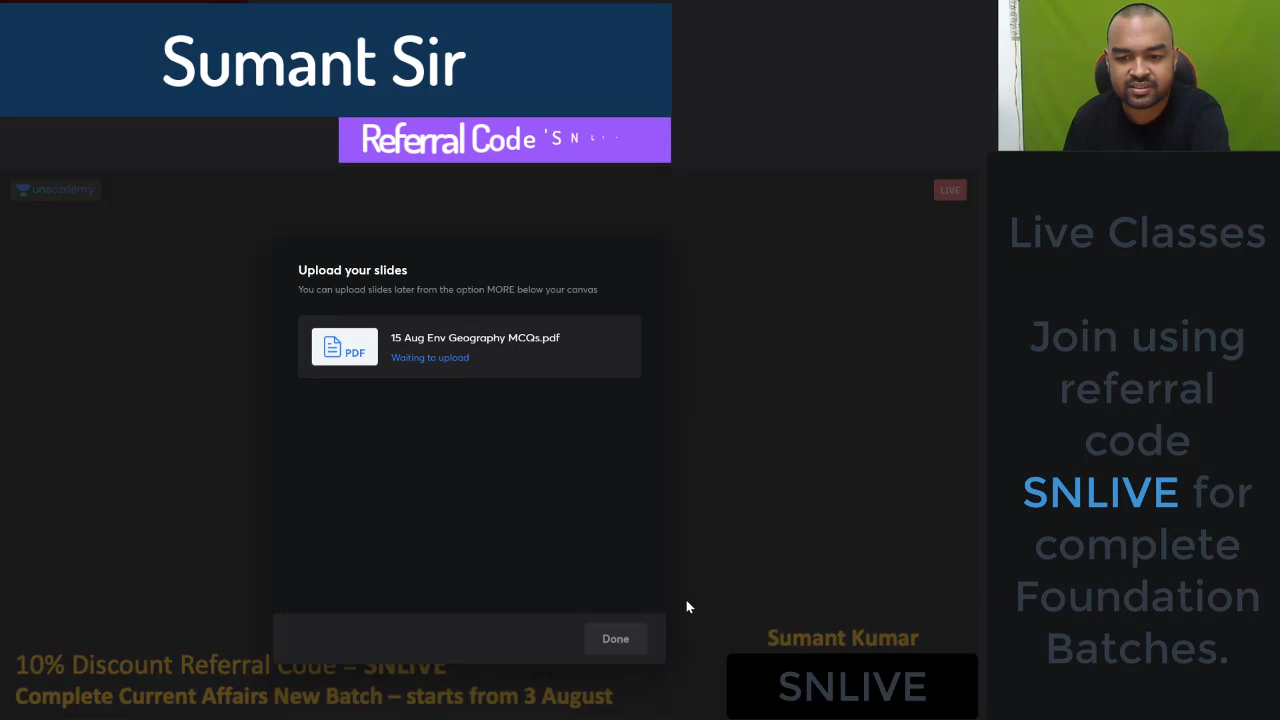 Sumant Sir
Referral Code 'SNLI
unacademy
LIVE
Upload your slides
You can upload slides later from the option MORE below your canvas
PDF
15 Aug Env Geography MCQs.pdf
Waiting to upload
Done
10% Discount Referral Code = SNLIVE
Complete Current Affairs New Batch – starts from 3 August
Sumant Kumar
SNLIVE
Live Classes
Join using
referral
code
SNLIVE for
complete
Foundation
Batches.